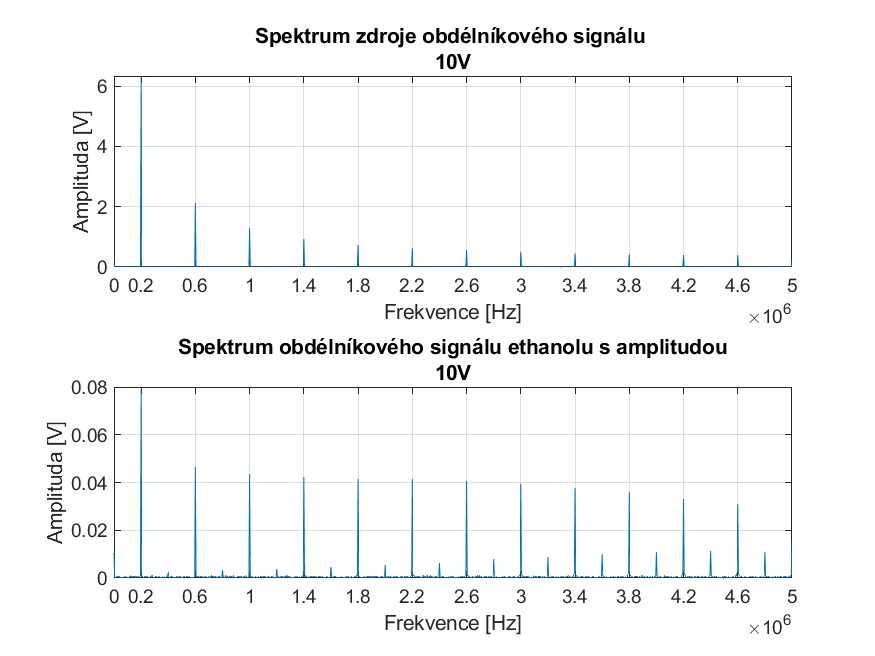 Spektrum zdroje obdélníkového signálu
10V
Amplituda [V]
6
4
2
0
0 0.2 0.6 1 1.4 1.8 2.2 2.6 3 3.4 3.8 4.2 4.6 5
Frekvence [Hz]
×10^6
Spektrum obdélníkového signálu ethanolu s amplitudou
10V
Amplituda [V]
0.08
0.06
0.04
0.02
0
0 0.2 0.6 1 1.4 1.8 2.2 2.6 3 3.4 3.8 4.2 4.6 5
Frekvence [Hz]
×10^6